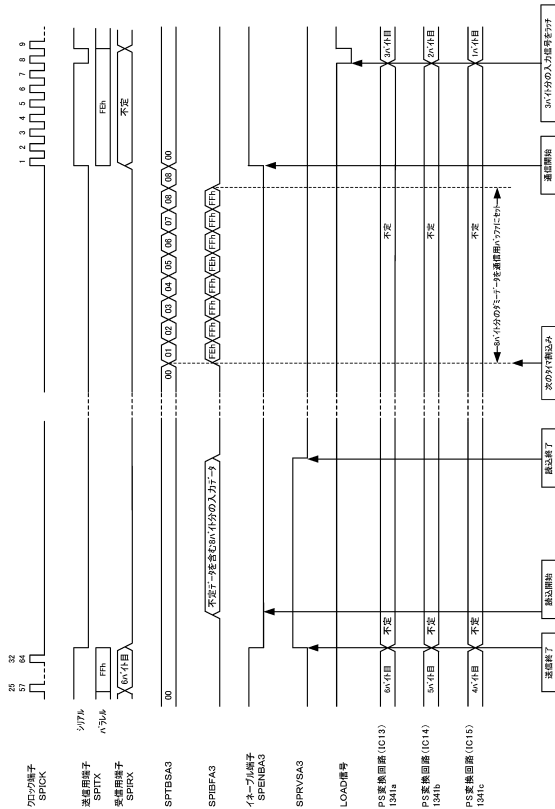 クロック端子
SPICK
25
57
32
64
1
2
3
4
5
6
7
8
9
送信用端子
SPITX
シリアル
パラレル
FFh
FEh
受信用端子
SPIRX
6バイト目
不定
SPTBSA3
00
00
01
02
03
04
05
06
07
08
08
00
SPIBFA3
不定データを含む8バイト分の入力データ
FEh
FFh
FFh
FFh
FEh
FFh
FFh
FFh
イネーブル端子
SPENBA3
SPRVSA3
LOAD信号
PS変換回路(IC13)
1341a
6バイト目
不定
不定
3バイト目
PS変換回路(IC14)
1341b
5バイト目
不定
不定
2バイト目
PS変換回路(IC15)
1341c
4バイト目
不定
不定
1バイト目
8バイト分のダミーデータを通信用バッファにセット
送信終了
読込開始
読込終了
次のタイマ割込み
通信開始
3バイト分の入力信号をラッチ